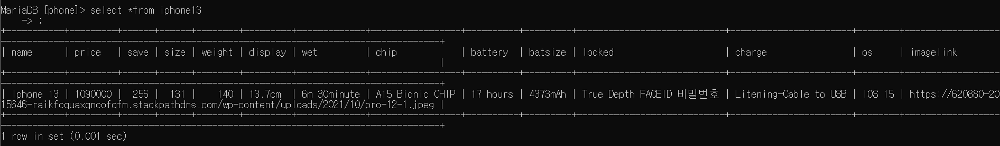 MariaDB [phone]> select *from iphone13
    -> ;
+-----------+---------+------+------+--------+---------+-------------+-----------------+----------+---------+----------------------------+-----------------------+--------+------------------
----------------------------------------------------------------------------------+
| name      | price   | save | size | weight | display | wet         | chip            | battery  | batsize | locked                     | charge                | os     | imagelink
                                                                                  |
+-----------+---------+------+------+--------+---------+-------------+-----------------+----------+---------+----------------------------+-----------------------+--------+------------------
----------------------------------------------------------------------------------+
| Iphone 13 | 1090000 |  256 |  131 |    140 | 13.7cm  | 6m 30minute | A15 Bionic CHIP | 17 hours | 4373mAh | True Depth FACEID 비밀번호 | Litening-Cable to USB | IOS 15 | https://620880-20
15646-raikfcquaxqncofqfm.stackpathdns.com/wp-content/uploads/2021/10/pro-12-1.jpeg |
+-----------+---------+------+------+--------+---------+-------------+-----------------+----------+---------+----------------------------+-----------------------+--------+------------------
----------------------------------------------------------------------------------+
1 row in set (0.001 sec)